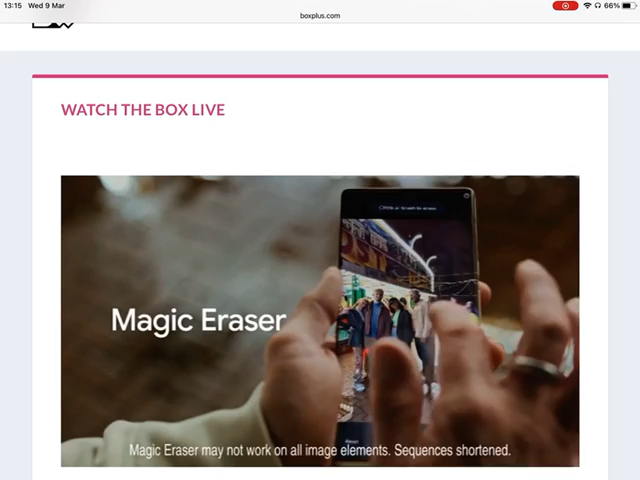 13:15 Wed 9 Mar
66%
boxplus.com
WATCH THE BOX LIVE
Magic Eraser
Magic Eraser may not work on all image elements. Sequences shortened.